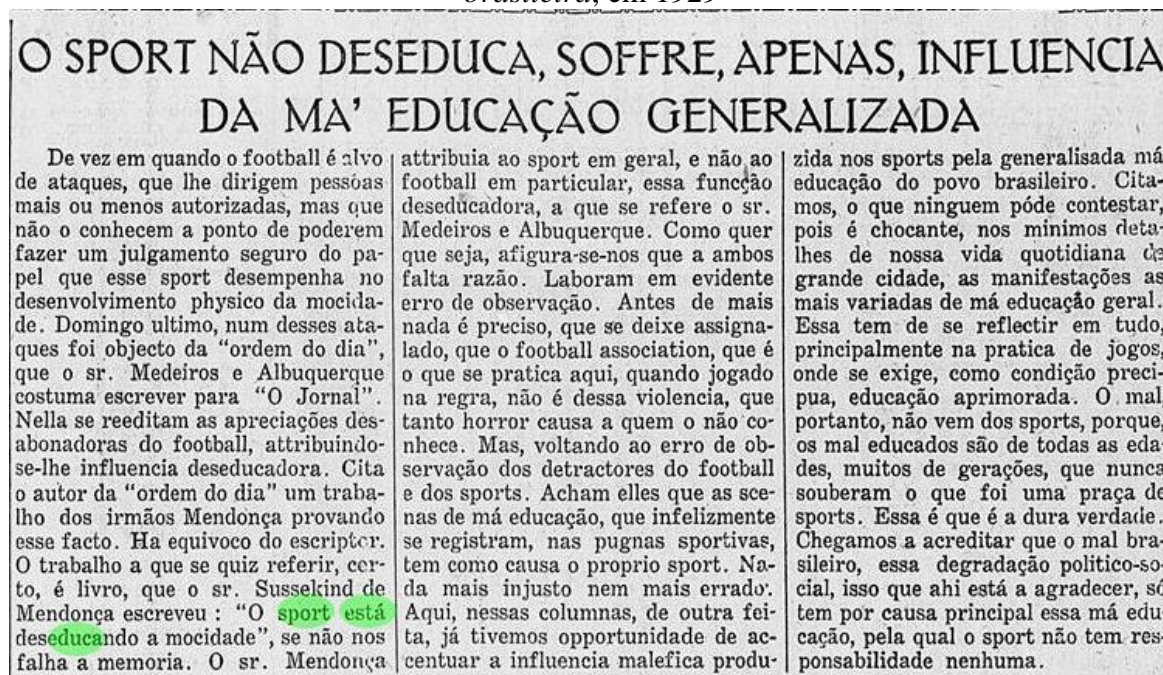 brasileira, em 1929
O SPORT NÃO DESEDUCA, SOFFRE, APENAS, INFLUENCIA
DA MA' EDUCAÇÃO GENERALIZADA
De vez em quando o football é alvo
de ataques, que lhe dirigem pessôas
mais ou menos autorizadas, mas que
não o conhecem a ponto de poderem
fazer um julgamento seguro do pa-
pel que esse sport desempenha no
desenvolvimento physico da mocida-
de. Domingo ultimo, num desses ata-
ques foi objecto da "ordem do dia",
que o sr. Medeiros e Albuquerque
costuma escrever para "O Jornal".
Nella se reeditam as apreciações des-
abonadoras do football, attribuindo-
se-lhe influencia deseducadora. Cita
o autor da "ordem do dia" um traba-
lho dos irmãos Mendonça provando
esse facto. Ha equivoco do escriptor.
O trabalho a que se quiz referir, cer-
to, é livro, que o sr. Sussekind de
Mendonça escreveu : "O sport está
deseducando a mocidade", se não nos
falha a memoria. O sr. Mendonça
attribuia ao sport em geral, e não ao
football em particular, essa funcção
deseducadora, a que se refere o sr.
Medeiros e Albuquerque. Como quer
que seja, afigura-se-nos que a ambos
falta razão. Laboram em evidente
erro de observação. Antes de mais
nada é preciso, que se deixe assigna-
lado, que o football association, que é
o que se pratica aqui, quando jogado
na regra, não é dessa violencia, que
tanto horror causa a quem o não co-
nhece. Mas, voltando ao erro de ob-
servação dos detractores do football
e dos sports. Acham elles que as sce-
nas de má educação, que infelizmente
se registram, nas pugnas sportivas,
tem como causa o proprio sport. Na-
da mais injusto nem mais errado.
Aqui, nessas columnas, de outra fei-
ta, já tivemos opportunidade de ac-
centuar a influencia malefica produ-
zida nos sports pela generalisada má
educação do povo brasileiro. Cita-
mos, o que ninguem póde contestar,
pois é chocante, nos minimos deta-
lhes de nossa vida quotidiana de
grande cidade, as manifestações as
mais variadas de má educação geral.
Essa tem de se reflectir em tudo,
principalmente na pratica de jogos,
onde se exige, como condição preci-
pua, educação aprimorada. O mal,
portanto, não vem dos sports, porque,
os mal educados são de todas as eda-
des, muitos de gerações, que nunca
souberam o que foi uma praça de
sports. Essa é que é a dura verdade.
Chegamos a acreditar que o mal bra-
sileiro, essa degradação politico-so-
cial, isso que ahi está a agradecer, só
tem por causa principal essa má edu-
cação, pela qual o sport não tem res-
ponsabilidade nenhuma.